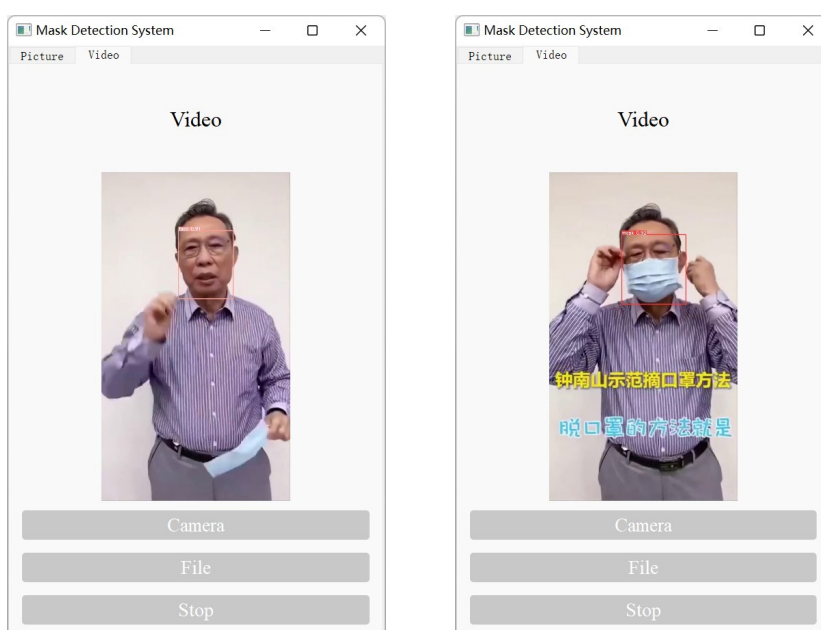 Mask Detection System
Picture
Video
Video
Camera
File
Stop
Mask Detection System
Picture
Video
Video
钟南山示范摘口罩方法
脱口罩的方法就是
Camera
File
Stop